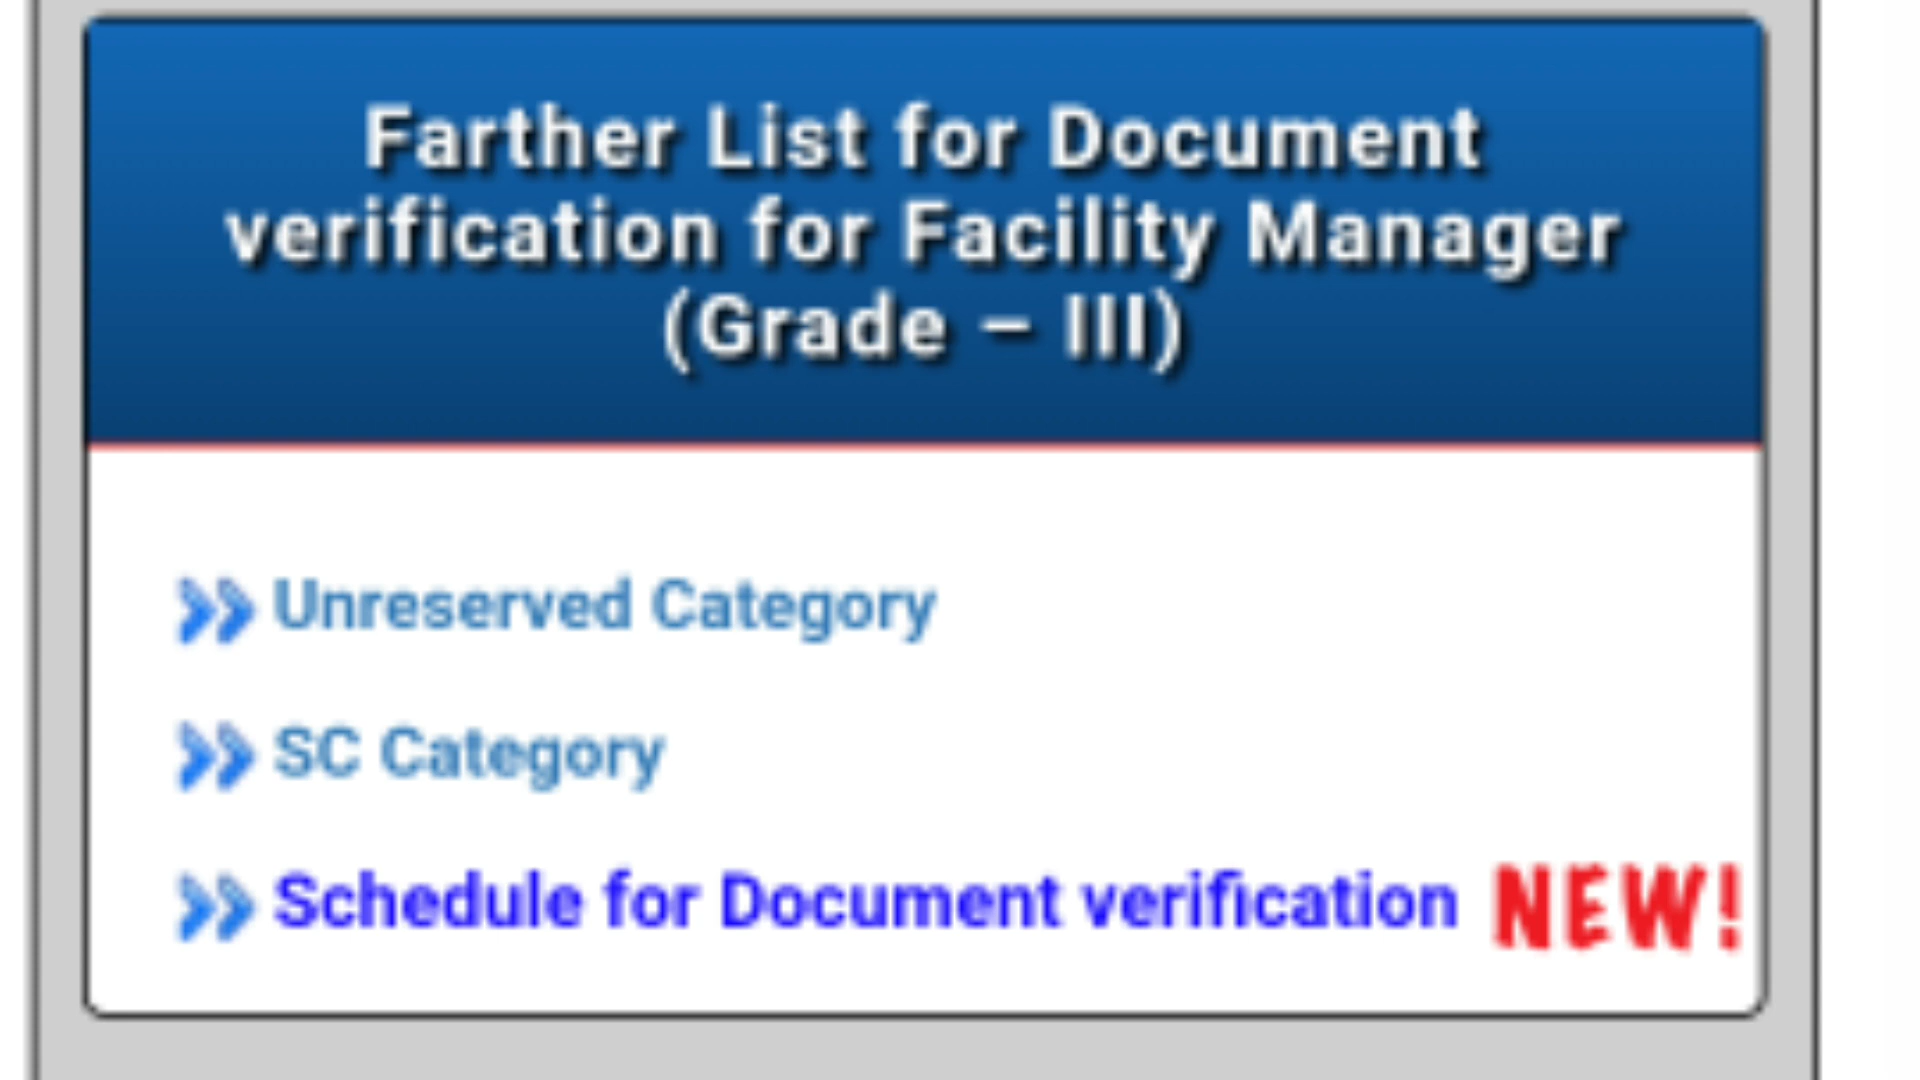 Farther List for Document
verification for Facility Manager
(Grade – III)
Unreserved Category
SC Category
Schedule for Document verification NEW!